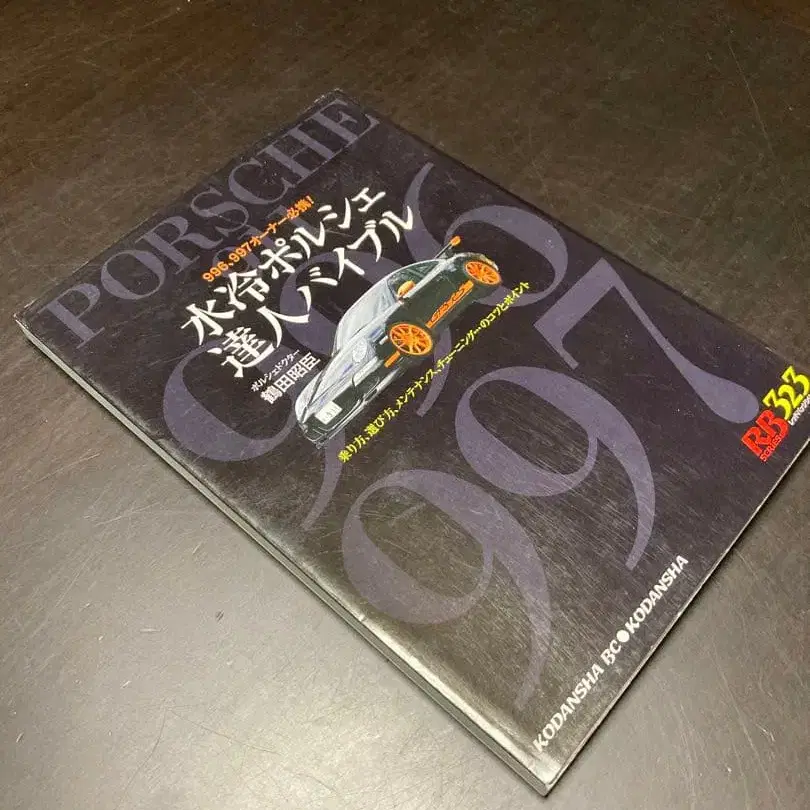 PORSCHE
996
997
996、997オーナー必携!
水冷ポルシェ
達人バイブル
ポルシェドクター
鶴田昭臣
乗り方、選び方、メンテナンス、チューニング…のコツとポイント
RB
SERIES
323
KODANSHA BC●KODANSHA